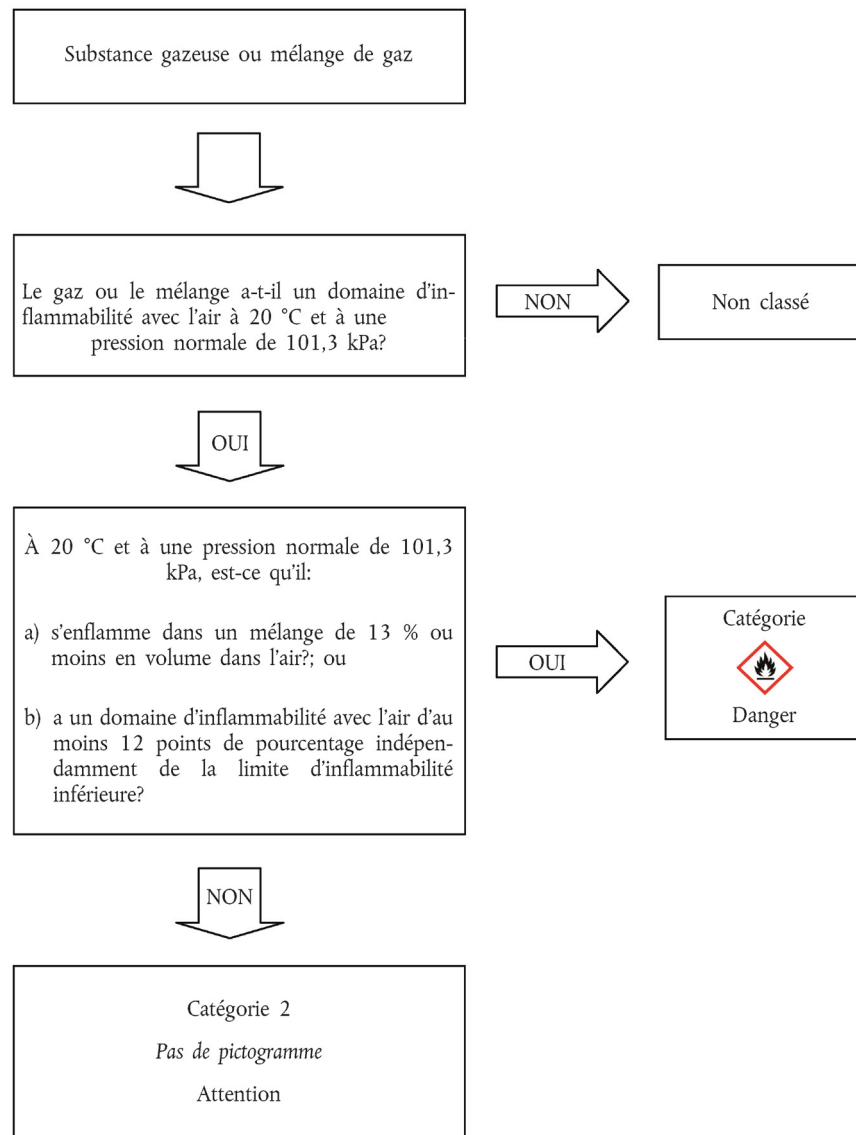 Substance gazeuse ou mélange de gaz
Le gaz ou le mélange a-t-il un domaine d'in-
flammabilité avec l'air à 20 °C et à une
pression normale de 101,3 kPa?
NON
Non classé
OUI
À 20 °C et à une pression normale de 101,3
kPa, est-ce qu'il:
a) s'enflamme dans un mélange de 13 % ou
moins en volume dans l'air?; ou
b) a un domaine d'inflammabilité avec l'air d'au
moins 12 points de pourcentage indépen-
damment de la limite d'inflammabilité
inférieure?
OUI
Catégorie
Danger
NON
Catégorie 2
Pas de pictogramme
Attention